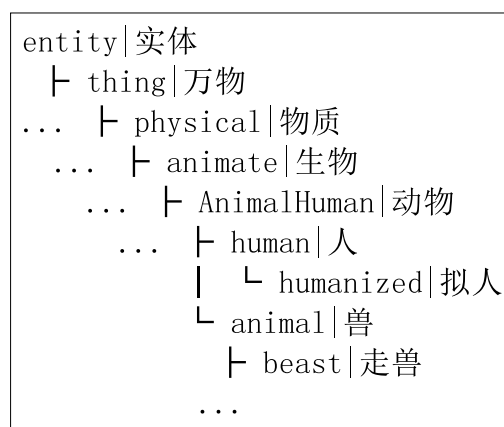 entity|实体
├ thing|万物
... ├ physical|物质
... ├ animate|生物
... ├ AnimalHuman|动物
... ├ human|人
| └ humanized|拟人
└ animal|兽
├ beast|走兽
...